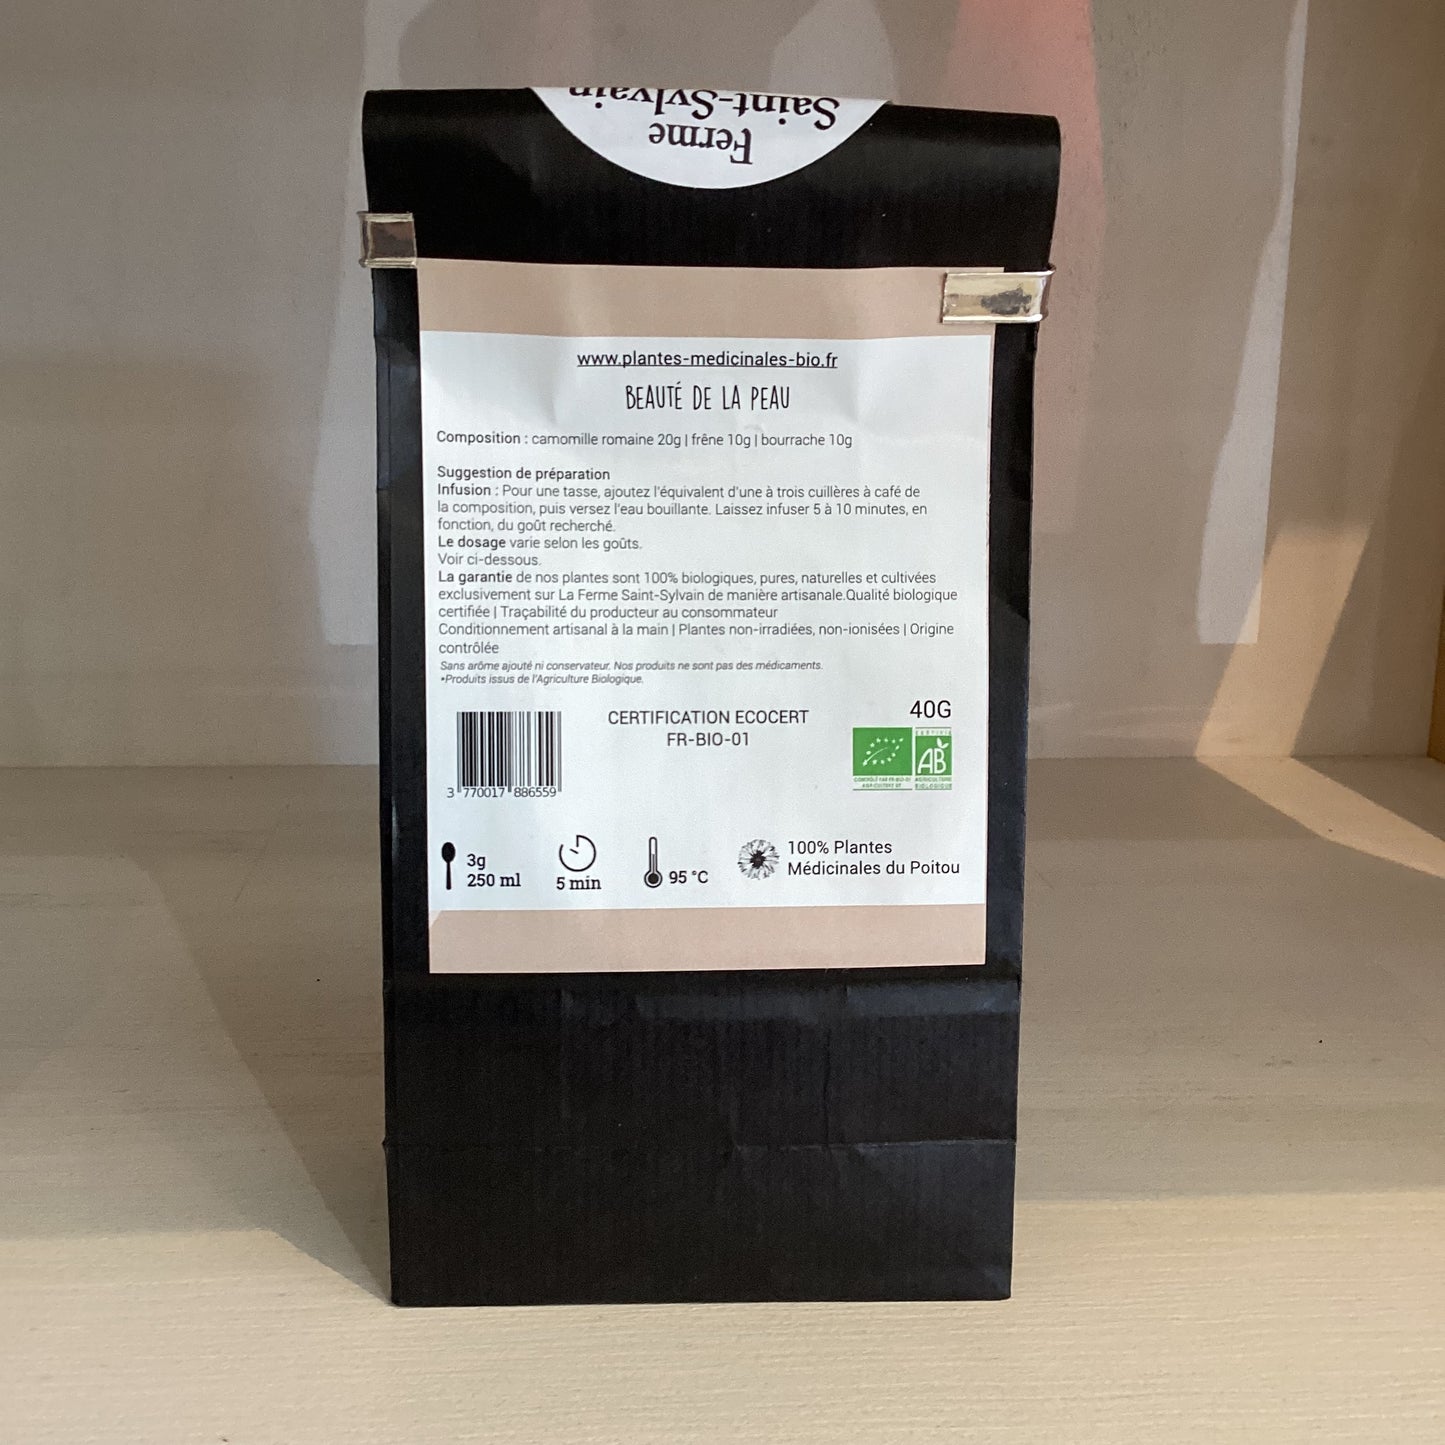 Ferme
Saint-Sylvain
www.plantes-medicinales-bio.fr
BEAUTÉ DE LA PEAU
Composition : camomille romaine 20g | frêne 10g | bourrache 10g
Suggestion de préparation
Infusion : Pour une tasse, ajoutez l'équivalent d'une à trois cuillères à café de
la composition, puis versez l'eau bouillante. Laissez infuser 5 à 10 minutes, en
fonction, du goût recherché.
Le dosage varie selon les goûts.
Voir ci-dessous.
La garantie de nos plantes sont 100% biologiques, pures, naturelles et cultivées
exclusivement sur La Ferme Saint-Sylvain de manière artisanale.Qualité biologique
certifiée | Traçabilité du producteur au consommateur
Conditionnement artisanal à la main | Plantes non-irradiées, non-ionisées | Origine
contrôlée
Sans arôme ajouté ni conservateur. Nos produits ne sont pas des médicaments.
•Produits issus de l'Agriculture Biologique.
CERTIFICATION ECOCERT
FR-BIO-01
40G
CERTIFIÉ
AB
AGRICULTURE
BIOLOGIQUE
3 770017 886559
3g
250 ml
5 min
95 °C
100% Plantes
Médicinales du Poitou